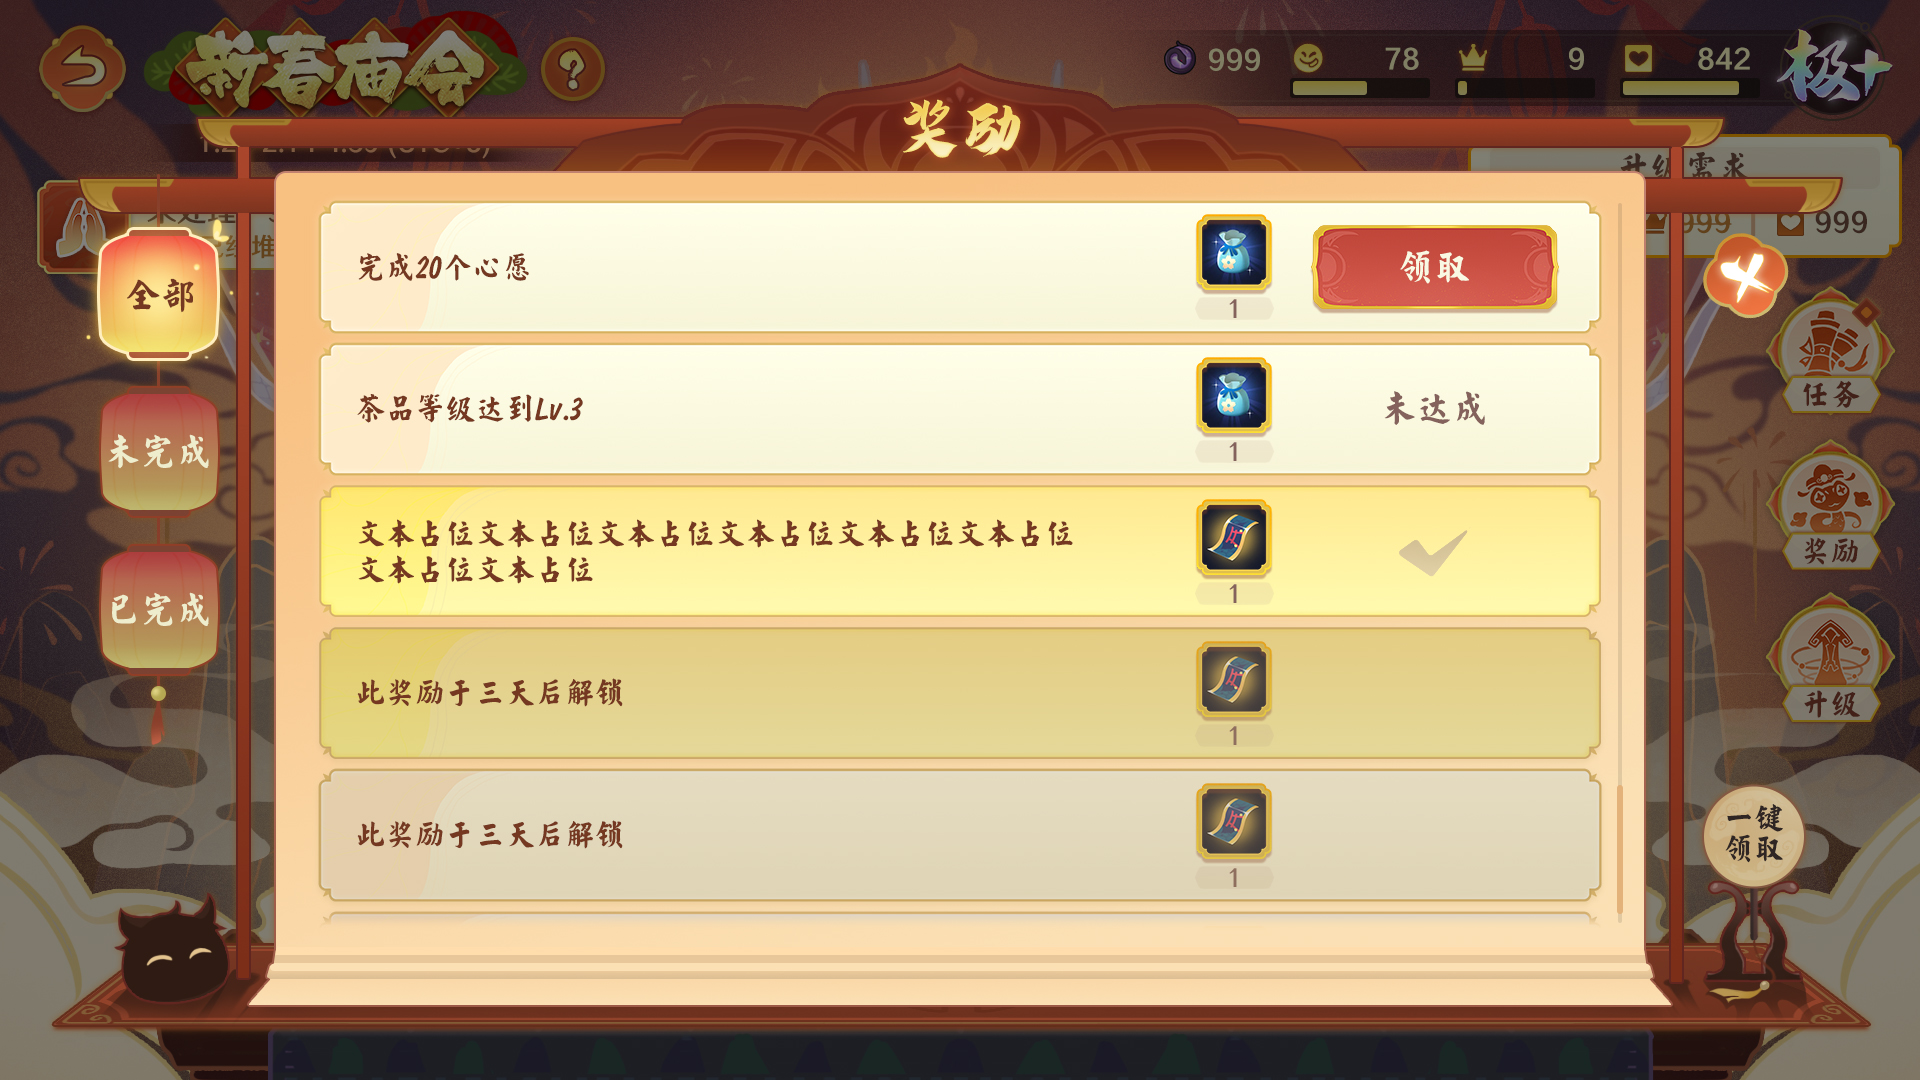 新春庙会
?
999
78
9
842
极+
奖励
升级需求
999
999
全部
未完成
已完成
完成20个心愿
1
领取
茶品等级达到Lv.3
1
未达成
文本占位文本占位文本占位文本占位文本占位文本占位
文本占位文本占位
1
此奖励于三天后解锁
1
此奖励于三天后解锁
1
任务
奖励
升级
一键
领取